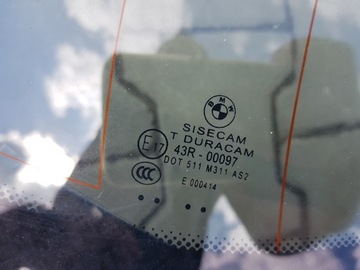 BMW
SISECAM
T DURACAM
E17 43R - 00097
DOT 511 M311 AS2
CCC
E 000414